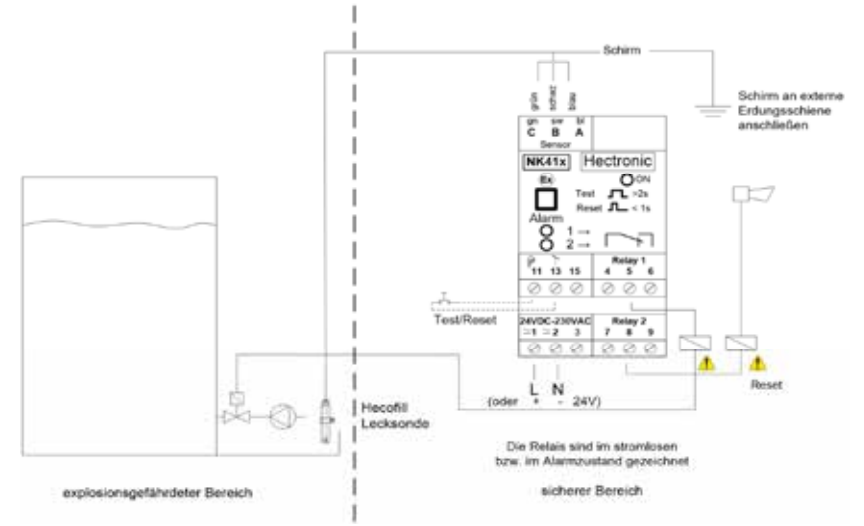 Schirm
Schirm an externe
Erdungsschiene
anschließen
grün
blau
gn sw bl
C B A
Sensor
NK41x Hectronic
Ex
ON
Test >2s
Reset < 1s
Alarm
1 →
2 →
Relay 1
11 13 15 4 5 6
Test/Reset
24VDC-230VAC Relay 2
1 2 3 7 8 9
Reset
L N
(oder + - 24V)
Hecofill
Lecksonde
Die Relais sind im stromlosen
bzw. im Alarmzustand gezeichnet
explosionsgefährdeter Bereich
sicherer Bereich